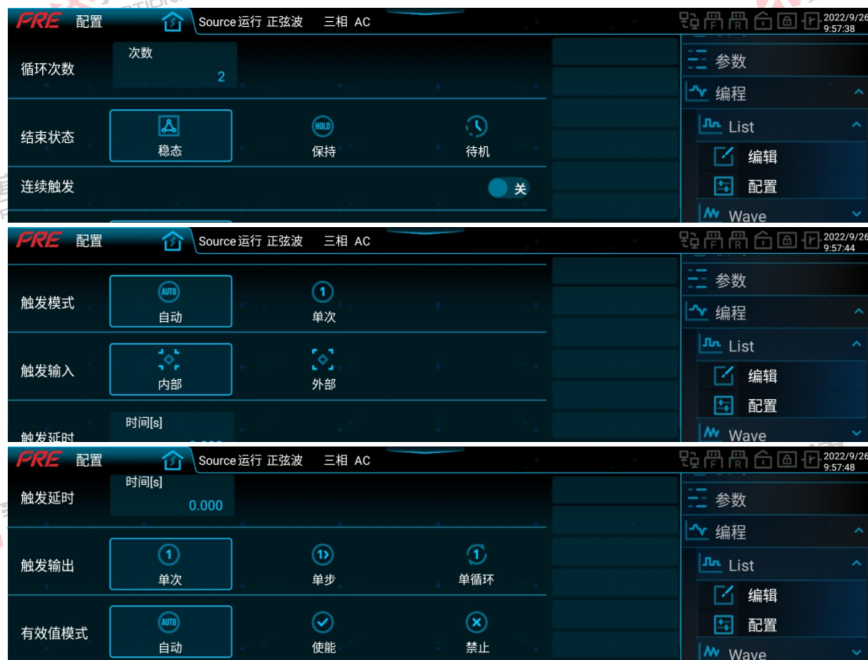 PRE 配置 Source运行 正弦波 三相 AC F R 2022/9/26
9:57:38
循环次数 次数
2
结束状态 稳态 HOLD 保持 待机
连续触发 关
参数
编程
List
编辑
配置
Wave
PRE 配置 Source运行 正弦波 三相 AC F R 2022/9/26
9:57:44
触发模式 AUTO 自动 1 单次
触发输入 内部 外部
触发延时 时间[s]
0.000
参数
编程
List
编辑
配置
Wave
PRE 配置 Source运行 正弦波 三相 AC F R 2022/9/26
9:57:48
触发延时 时间[s]
0.000
触发输出 1 单次 1 单步 1 单循环
有效值模式 AUTO 自动 使能 禁止
参数
编程
List
编辑
配置
Wave